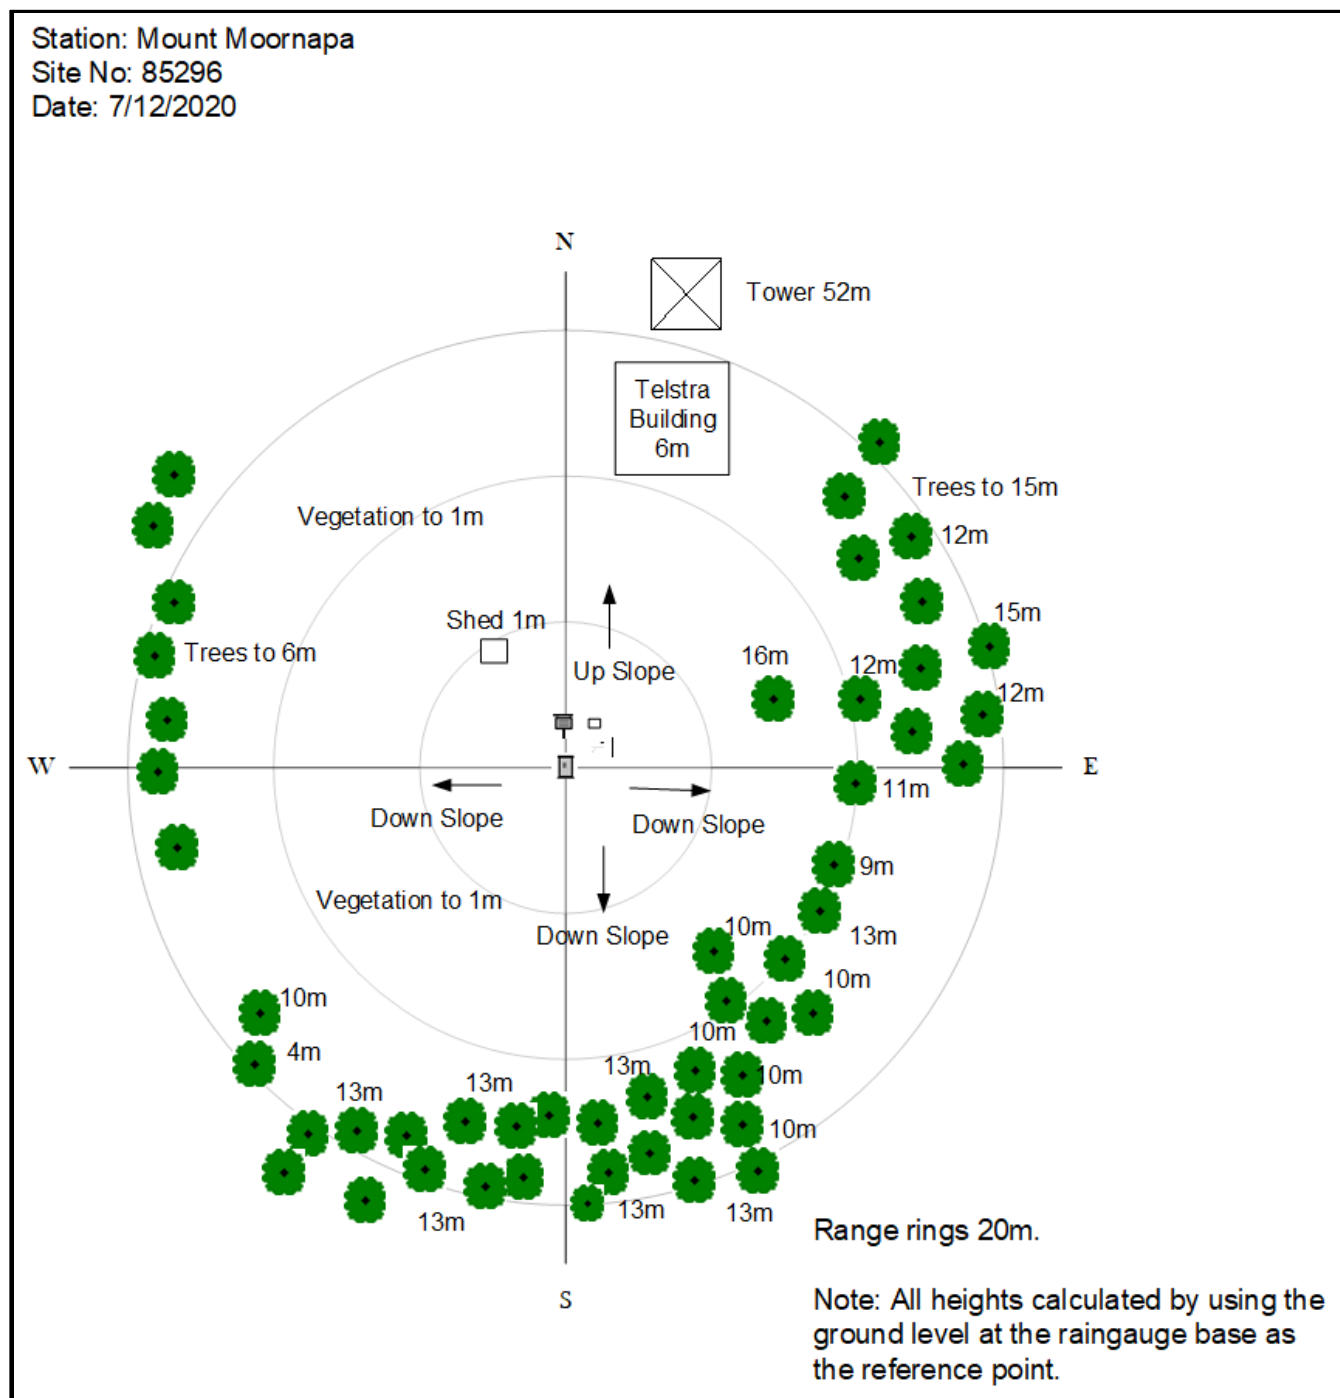 Station: Mount Moornapa
Site No: 85296
Date: 7/12/2020
N
Tower 52m
Telstra
Building
6m
Trees to 15m
Vegetation to 1m
12m
Shed 1m
15m
Trees to 6m
16m
12m
Up Slope
12m
W
E
11m
Down Slope
Down Slope
9m
Vegetation to 1m
10m
13m
Down Slope
10m
10m
10m
4m
13m
13m
13m
10m
10m
13m
13m
13m
Range rings 20m.
S
Note: All heights calculated by using the
ground level at the raingauge base as
the reference point.